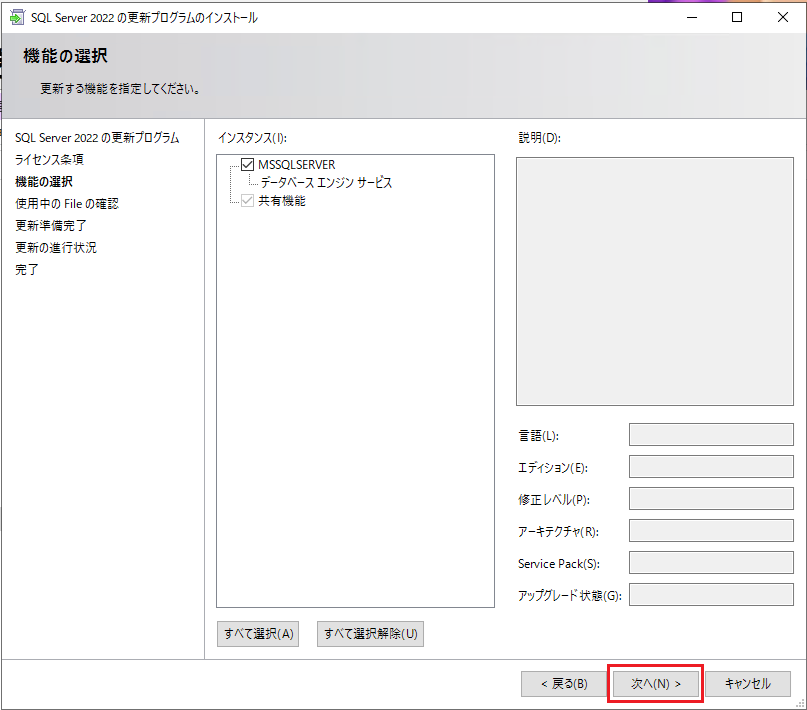 SQL Server 2022 の更新プログラムのインストール
機能の選択
更新する機能を指定してください。
SQL Server 2022 の更新プログラム
ライセンス条項
機能の選択
使用中の File の確認
更新準備完了
更新の進行状況
完了
インスタンス(I):
MSSQLSERVER
データベース エンジン サービス
共有機能
すべて選択(A)
すべて選択解除(U)
説明(D):
言語(L):
エディション(E):
修正レベル(P):
アーキテクチャ(R):
Service Pack(S):
アップグレード状態(G):
< 戻る(B)
次へ(N) >
キャンセル